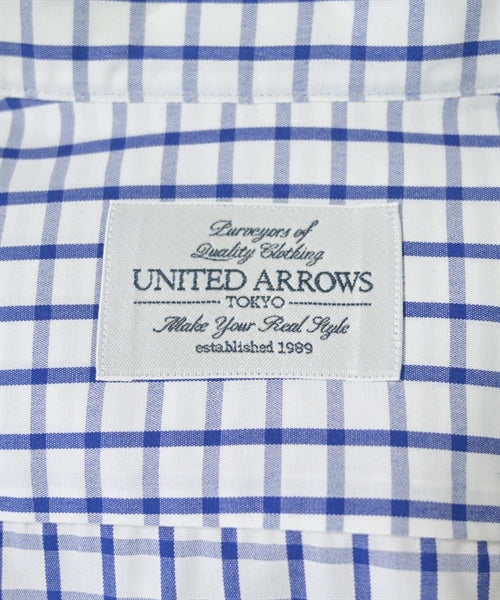 Purveyors of
Quality Clothing
UNITED ARROWS
TOKYO
Make Your Real Style
established 1989